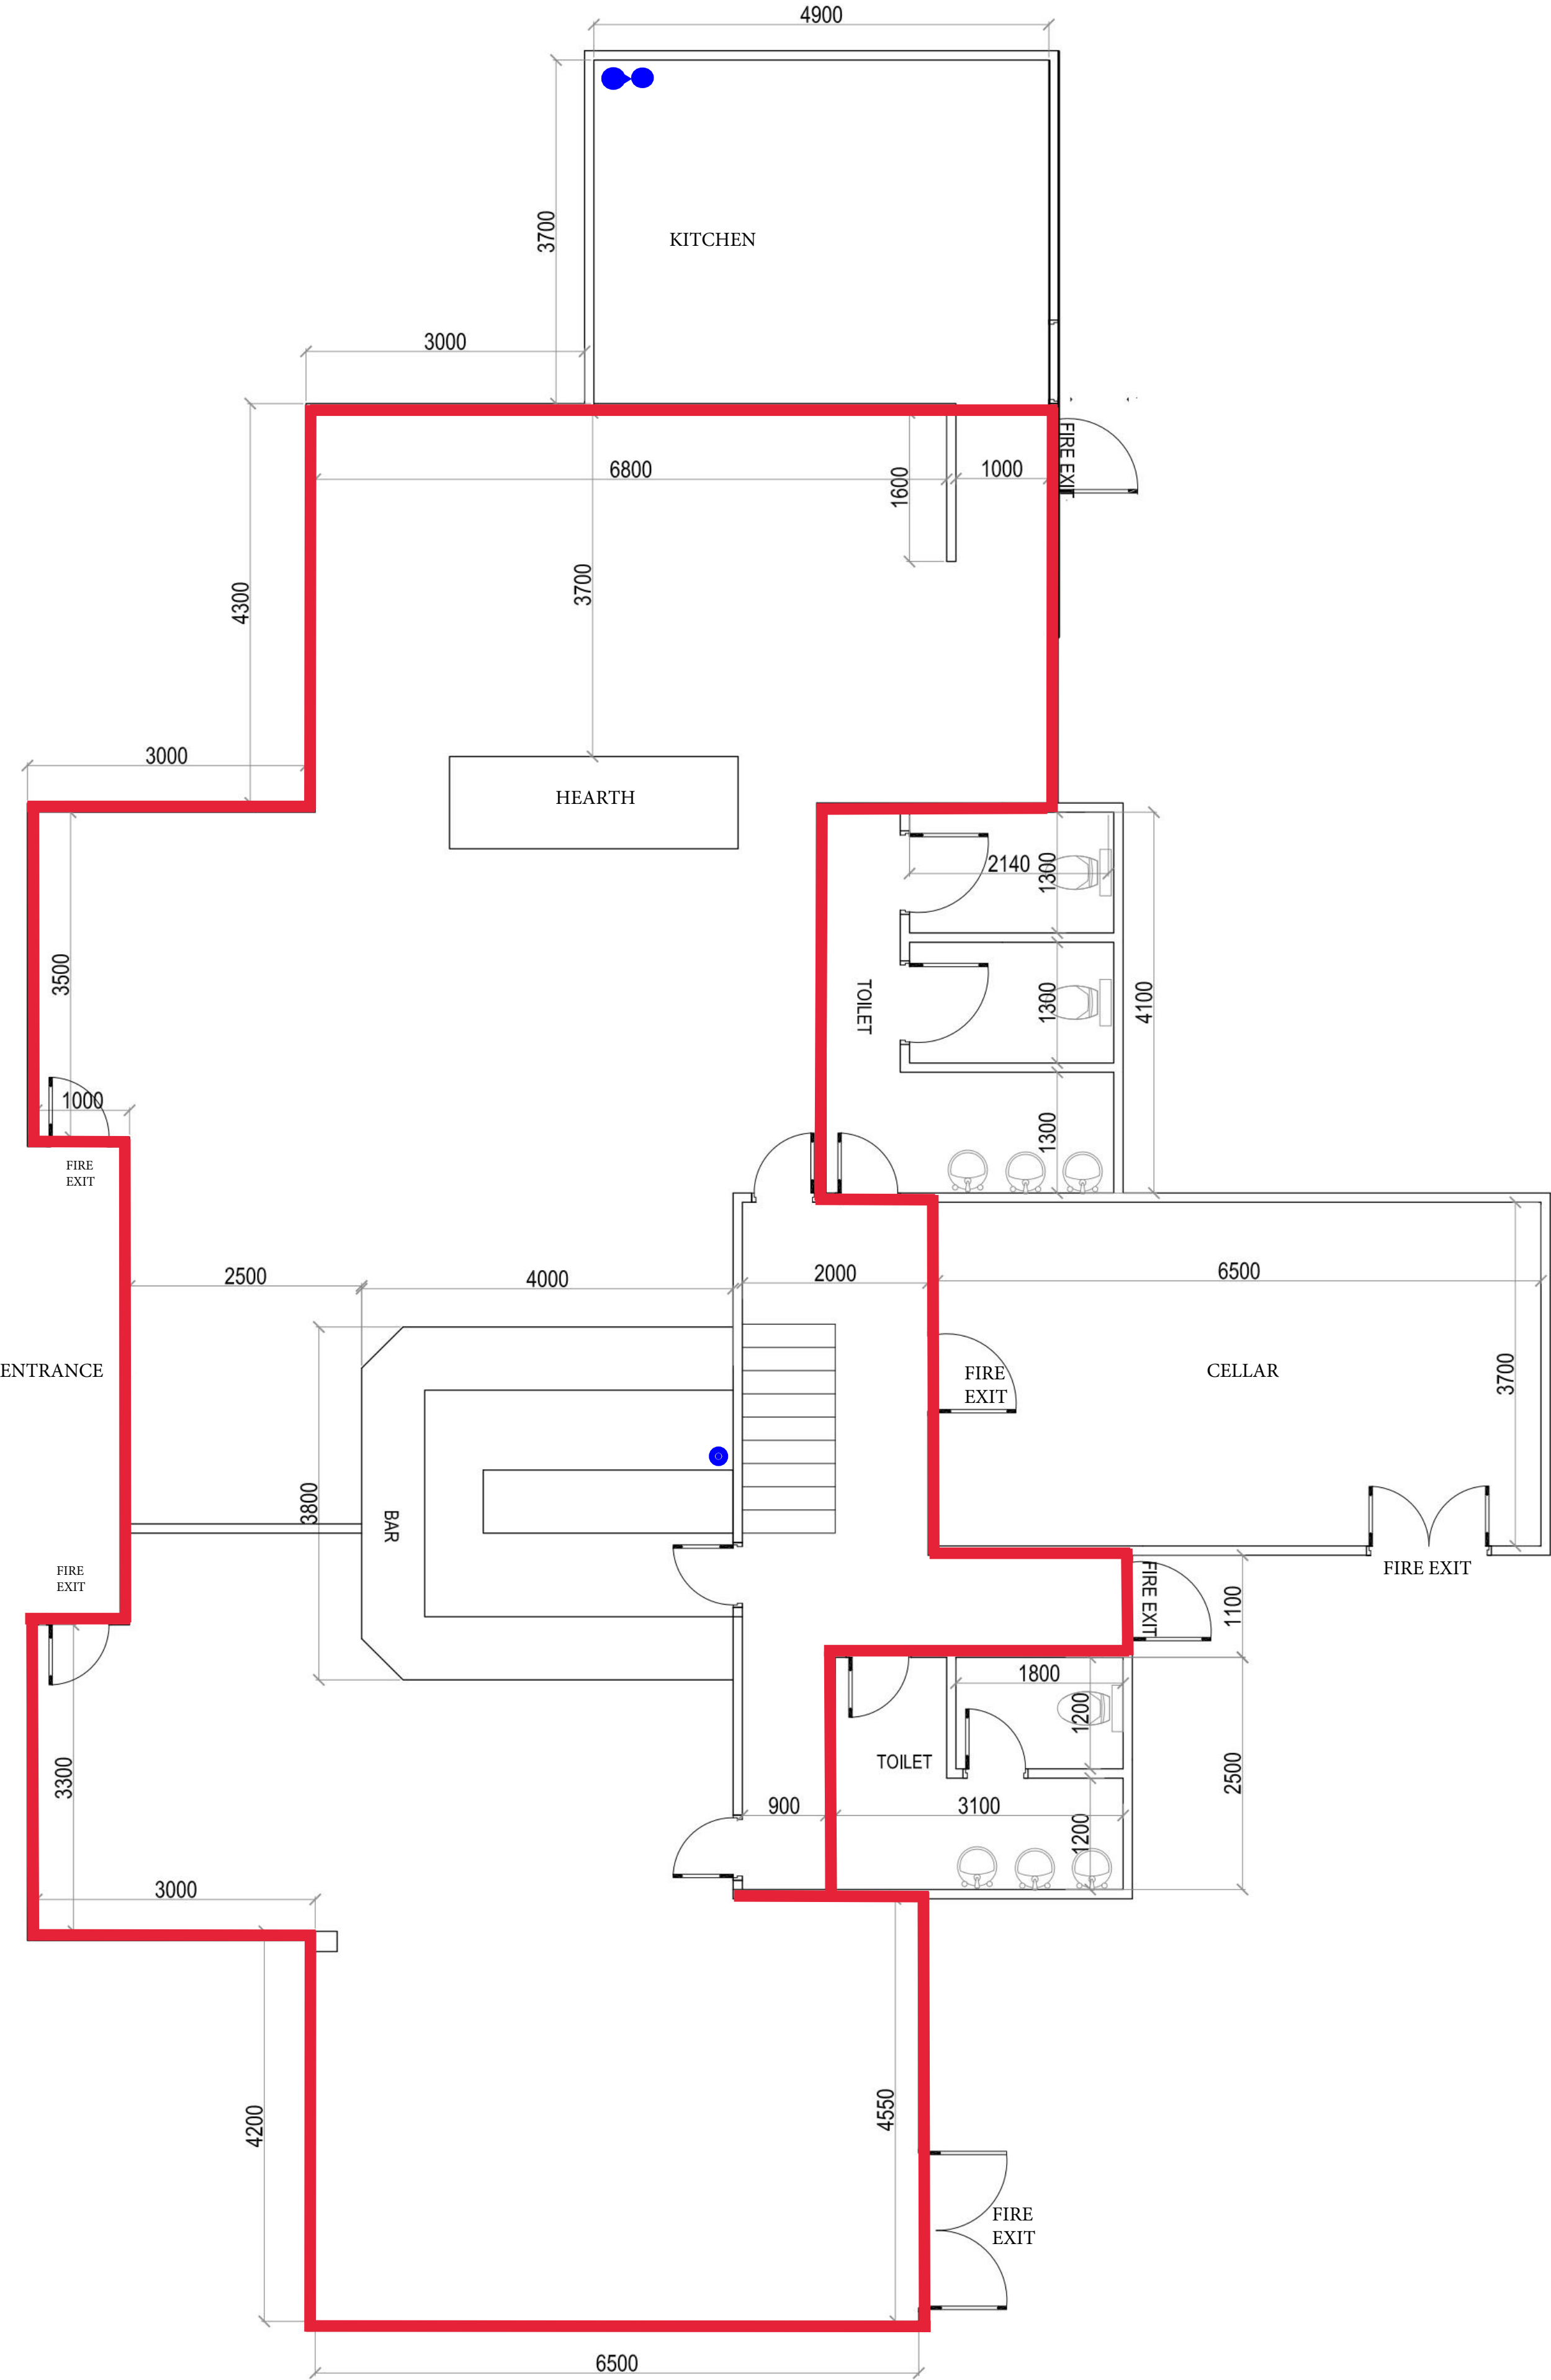 4900
3700
KITCHEN
3000
6800
1600
1000
FIRE EXIT
4300
3700
3000
HEARTH
2140
1300
3500
TOILET
1300
4100
1000
1300
FIRE
EXIT
2500
4000
2000
6500
ENTRANCE
FIRE
EXIT
CELLAR
3700
3800
BAR
FIRE
EXIT
FIRE EXIT
FIRE EXIT
1100
1800
1200
TOILET
3300
2500
900
3100
1200
3000
4200
4550
FIRE
EXIT
6500